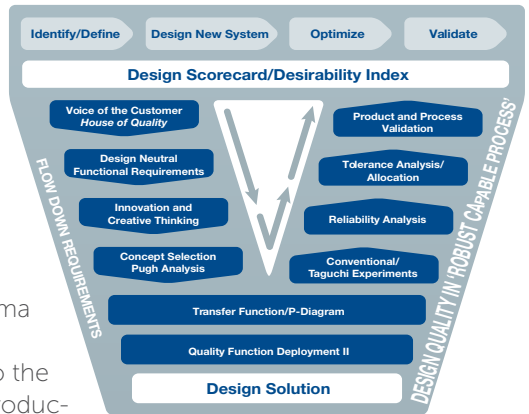 Identify/Define
Design New System
Optimize
Validate
Design Scorecard/Desirability Index
Voice of the Customer
House of Quality
Design Neutral
Functional Requirements
Innovation and
Creative Thinking
Concept Selection
Pugh Analysis
Product and Process
Validation
Tolerance Analysis/
Allocation
Reliability Analysis
Conventional/
Taguchi Experiments
FLOW DOWN REQUIREMENTS
DESIGN QUALITY IN 'ROBUST CAPABLE PROCESS'
Transfer Function/P-Diagram
Quality Function Deployment II
Design Solution
ma
o the
roduc-